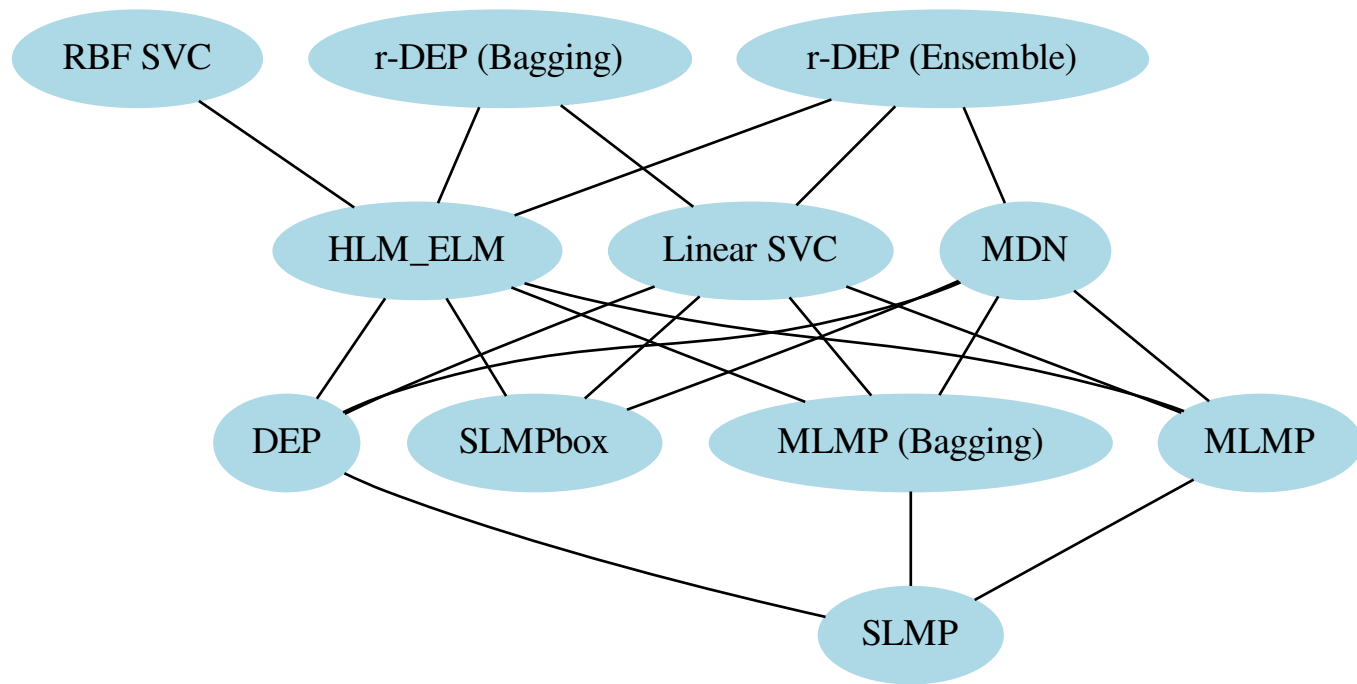 RBF SVC
r-DEP (Bagging)
r-DEP (Ensemble)
HLM_ELM
Linear SVC
MDN
DEP
SLMPbox
MLMP (Bagging)
MLMP
SLMP